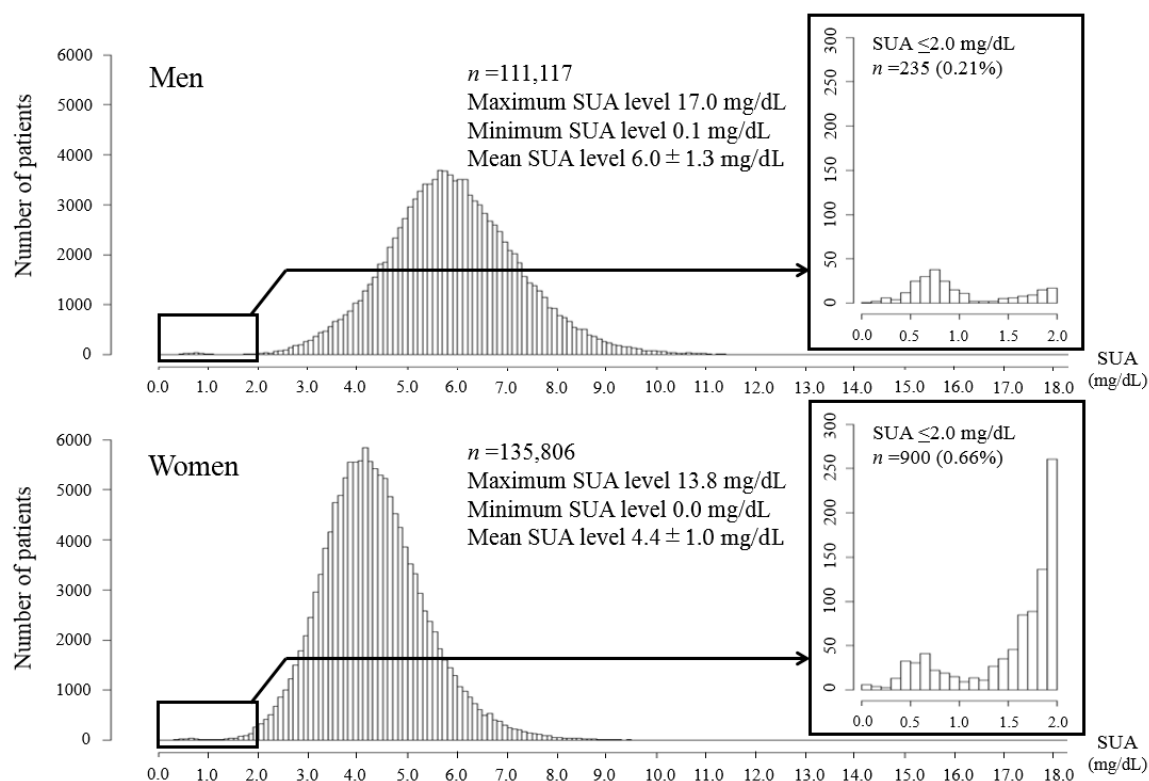 Men
n =111,117
Maximum SUA level 17.0 mg/dL
Minimum SUA level 0.1 mg/dL
Mean SUA level 6.0 ± 1.3 mg/dL
Number of patients
6000
5000
4000
3000
2000
1000
0
0.0 1.0 2.0 3.0 4.0 5.0 6.0 7.0 8.0 9.0 10.0 11.0 12.0 13.0 14.0 15.0 16.0 17.0 18.0
SUA
(mg/dL)
SUA ≤2.0 mg/dL
n =235 (0.21%)
300
250
200
150
100
50
0
0.0 0.5 1.0 1.5 2.0
Women
n =135,806
Maximum SUA level 13.8 mg/dL
Minimum SUA level 0.0 mg/dL
Mean SUA level 4.4 ± 1.0 mg/dL
Number of patients
6000
5000
4000
3000
2000
1000
0
0.0 1.0 2.0 3.0 4.0 5.0 6.0 7.0 8.0 9.0 10.0 11.0 12.0 13.0 14.0 15.0 16.0 17.0 18.0
SUA
(mg/dL)
SUA ≤2.0 mg/dL
n =900 (0.66%)
300
250
200
150
100
50
0
0.0 0.5 1.0 1.5 2.0